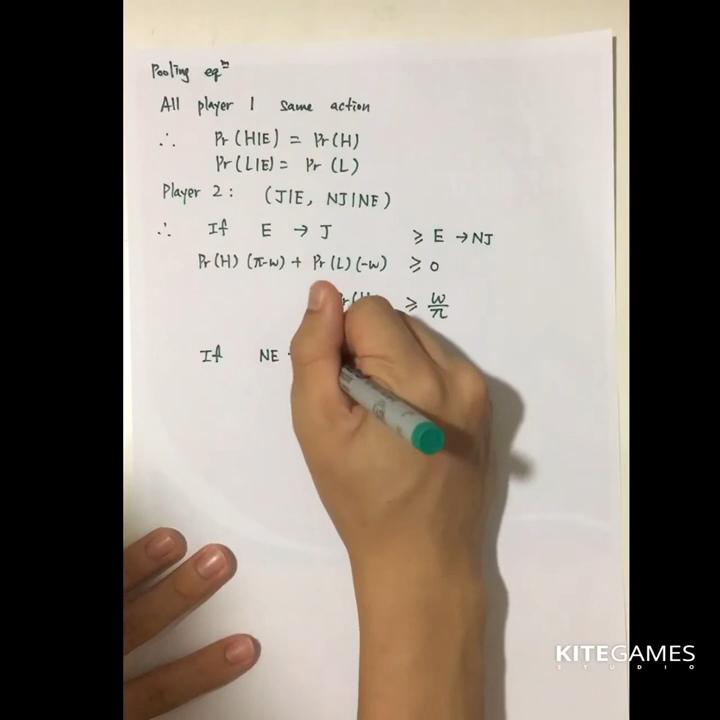 Pooling eqᵐ
All player 1 same action
∴ Pr(H|E) = Pr(H)
Pr(L|E) = Pr(L)
Player 2: (J|E, NJ|NE)
∴ If E → J ≥ E → NJ
Pr(H)(π-w) + Pr(L)(-w) ≥ 0
≥ w/π
If NE
KITEGAMES
STUDIO